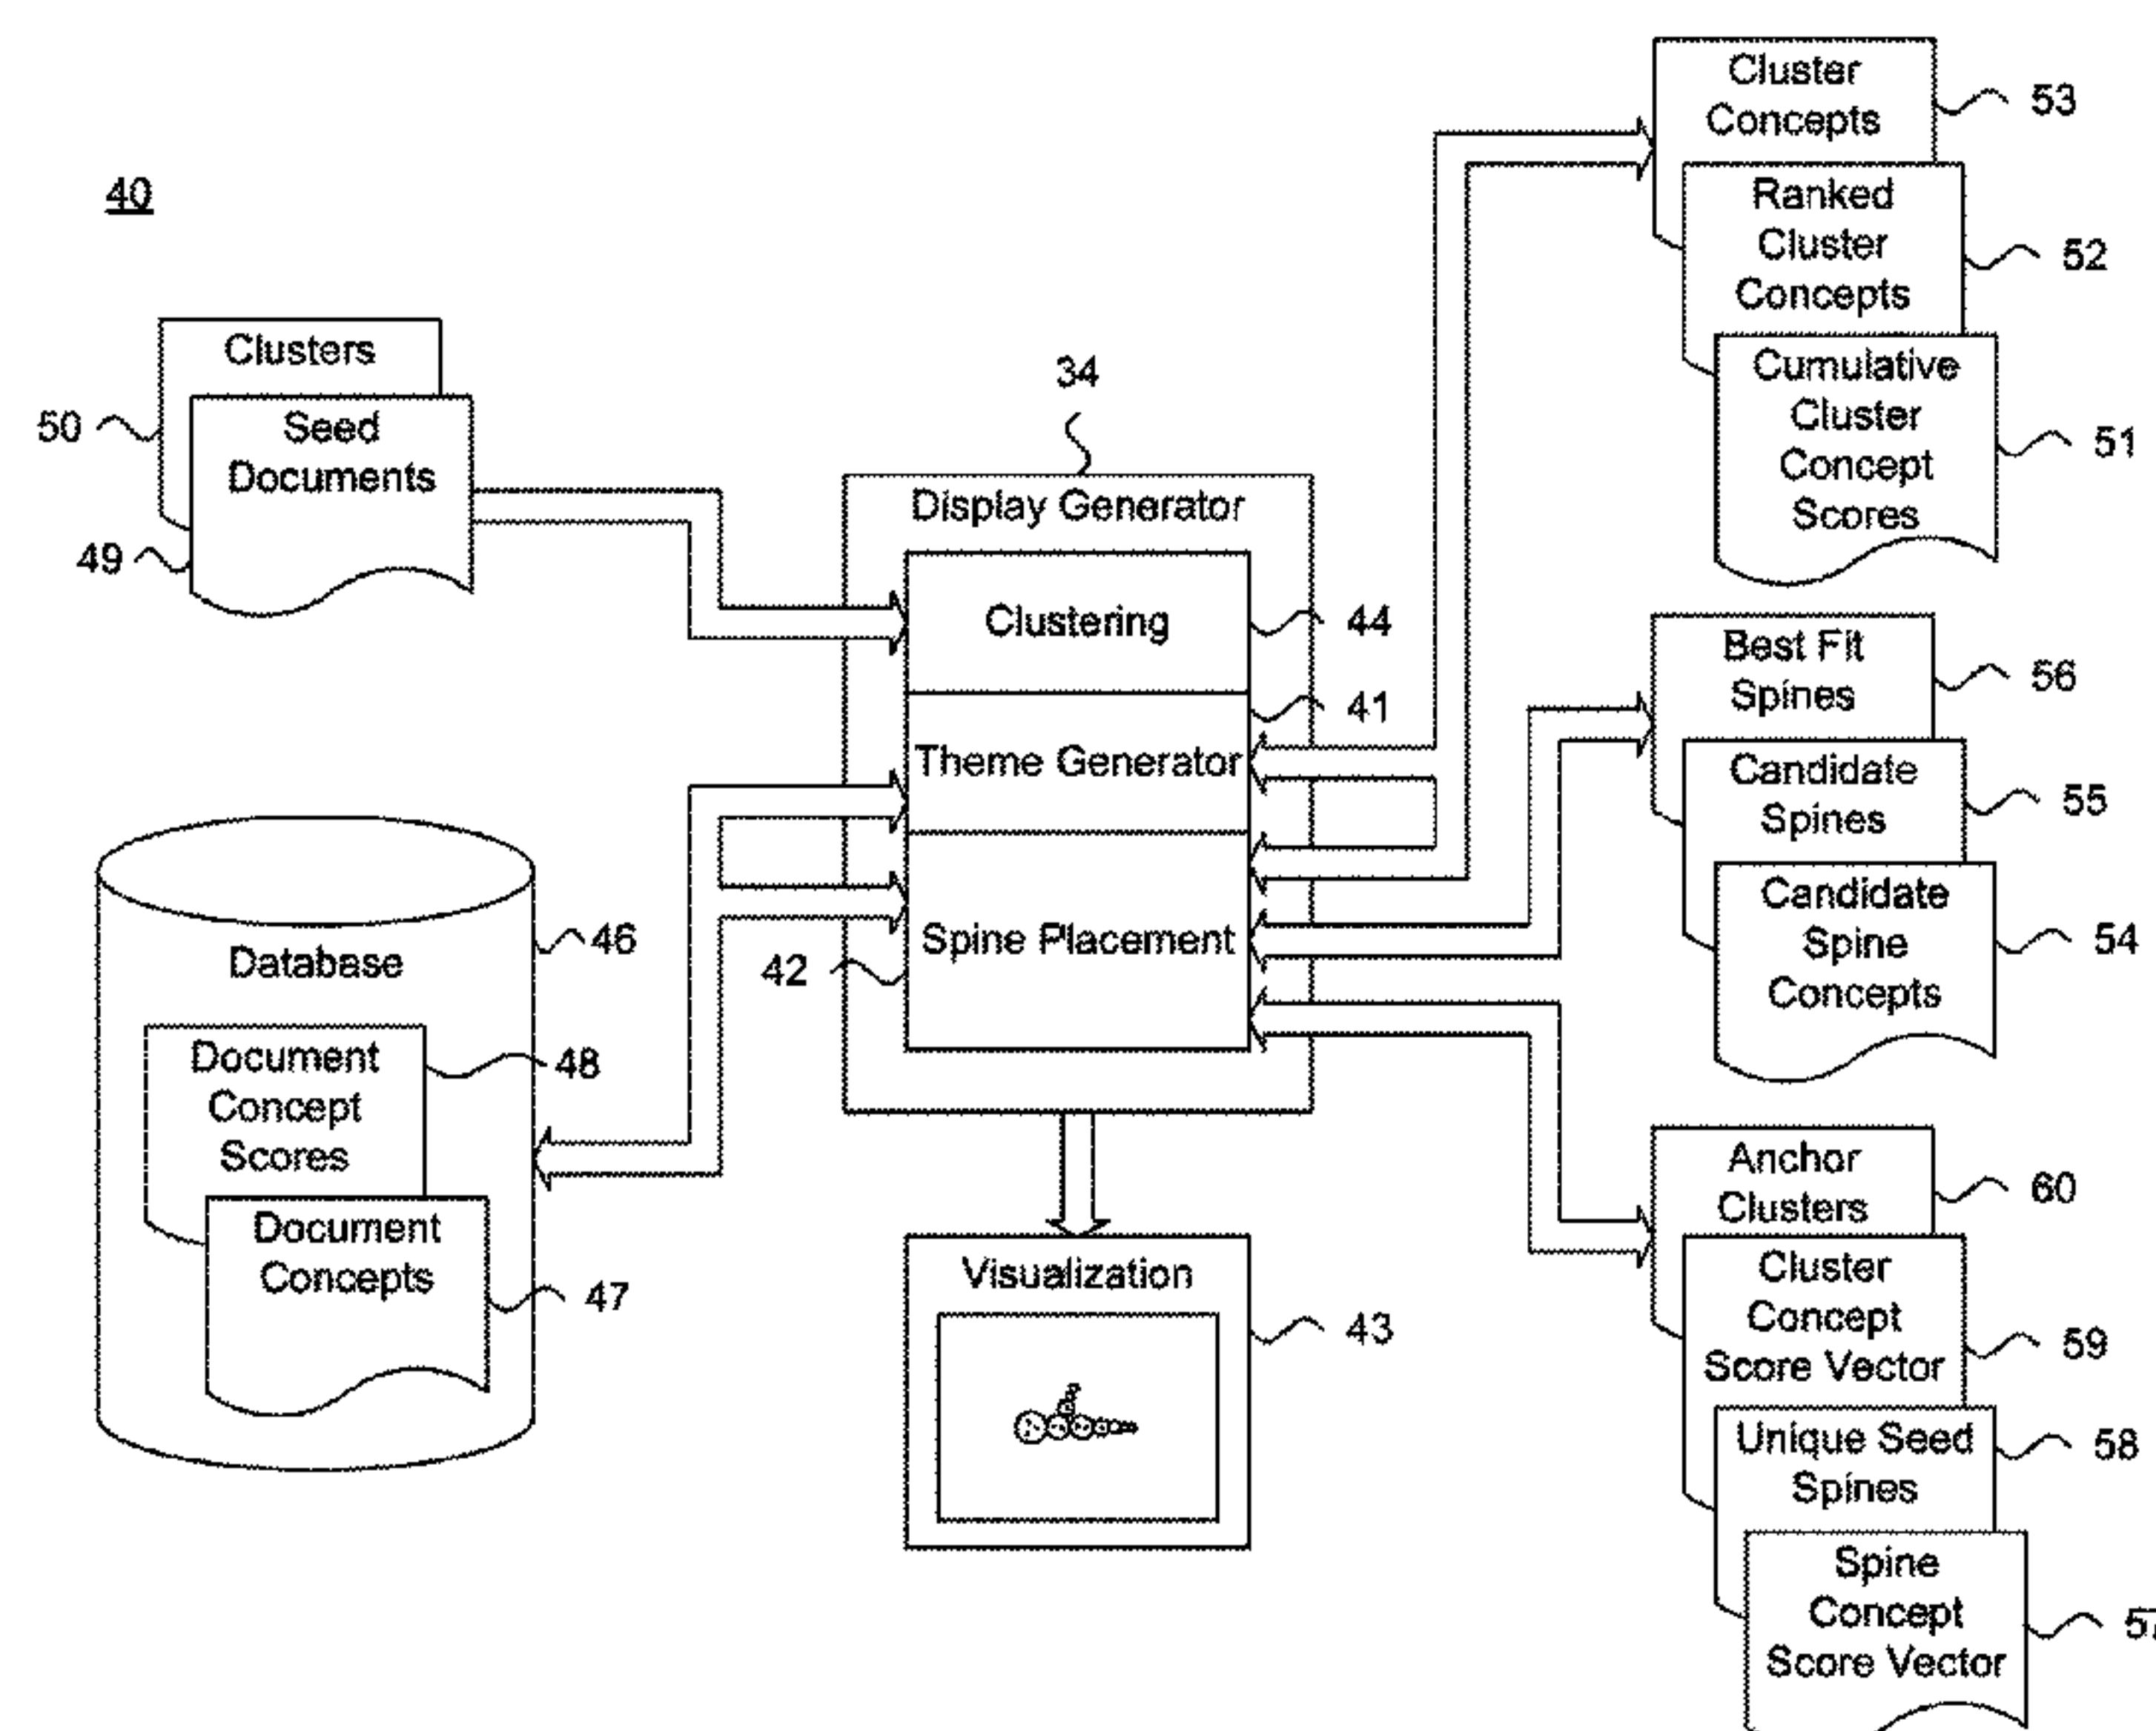 40
Clusters
50
Seed
Documents
49
34
Display Generator
Clustering
44
41
Theme Generator
Spine Placement
42
Database
46
Document
Concept
Scores
48
Document
Concepts
47
Visualization
43
Cluster
Concepts
53
Ranked
Cluster
Concepts
52
Cumulative
Cluster
Concept
Scores
51
Best Fit
Spines
56
Candidate
Spines
55
Candidate
Spine
Concepts
54
Anchor
Clusters
60
Cluster
Concept
Score Vector
59
Unique Seed
Spines
58
Spine
Concept
Score Vector
57